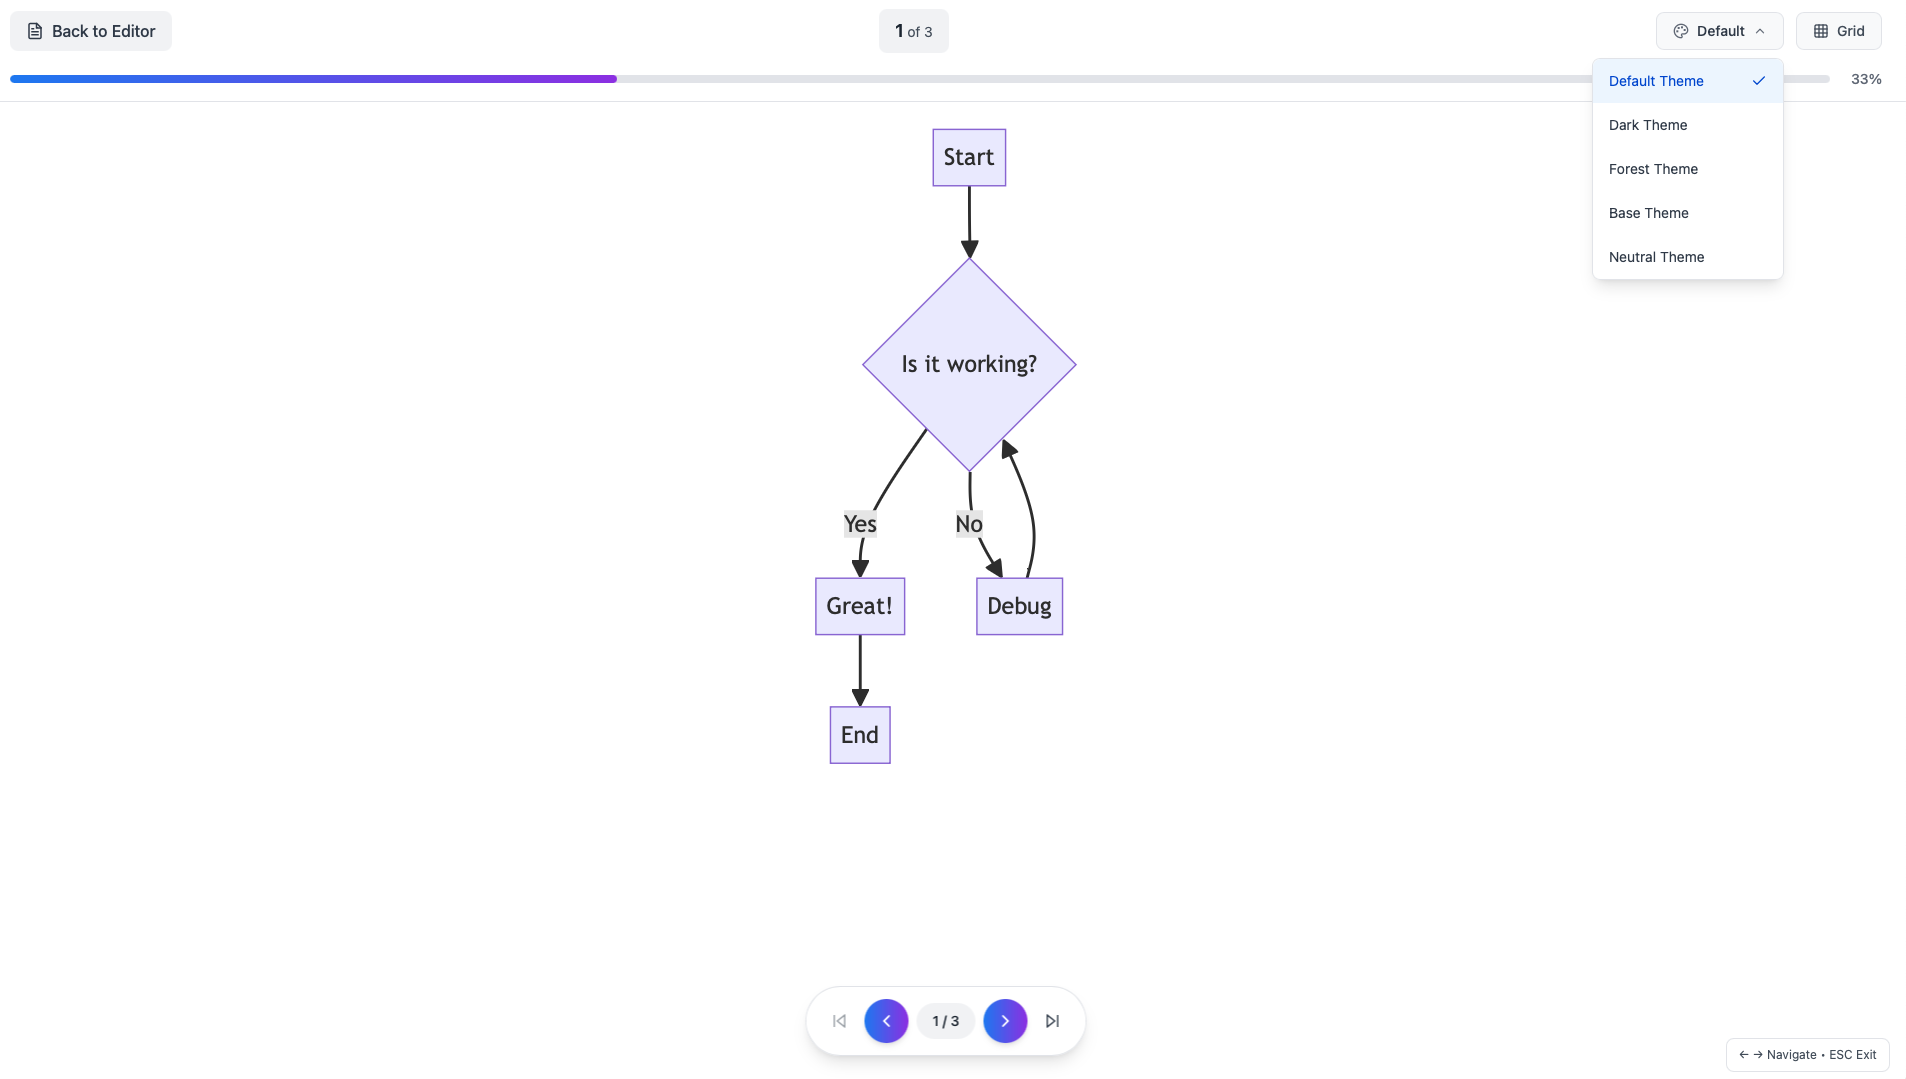 Back to Editor
1 of 3
Default
Grid
33%
Default Theme
Dark Theme
Forest Theme
Base Theme
Neutral Theme
Start
Is it working?
Yes
No
Great!
Debug
End
1 / 3
← → Navigate • ESC Exit